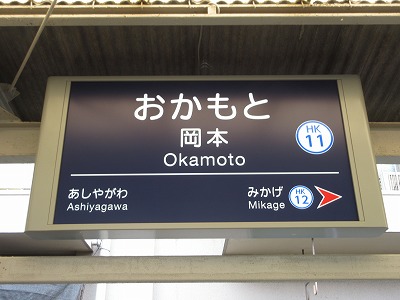 おかもと
岡本
Okamoto
HK
11
あしやがわ
Ashiyagawa
みかげ
Mikage
HK
12